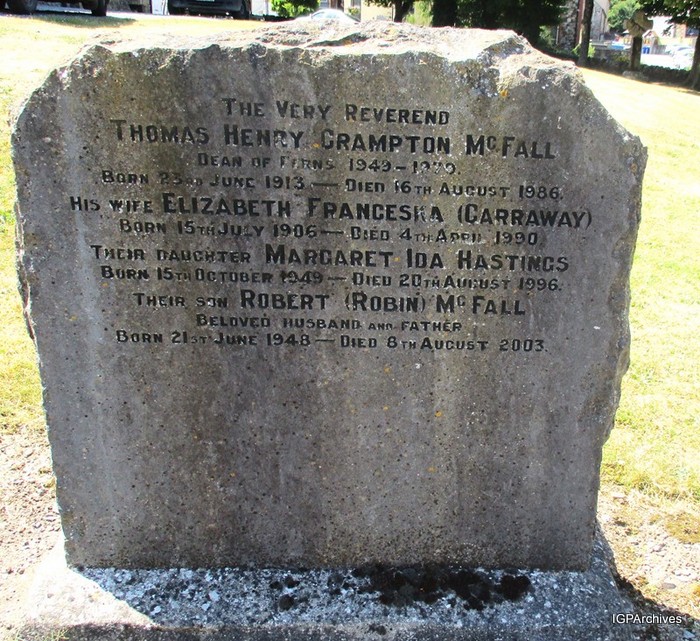 The Very Reverend
Thomas Henry Crampton McFall
Dean of Ferns 1949-1979.
Born 23rd June 1913 — Died 16th August 1986.
His wife Elizabeth Franceska (Carraway)
Born 15th July 1906 — Died 4th April 1990
Their daughter Margaret Ida Hastings
Born 15th October 1949 — Died 20th August 1996.
Their son Robert (Robin) McFall
Beloved husband and father
Born 21st June 1948 — Died 8th August 2003.
IGPArchives